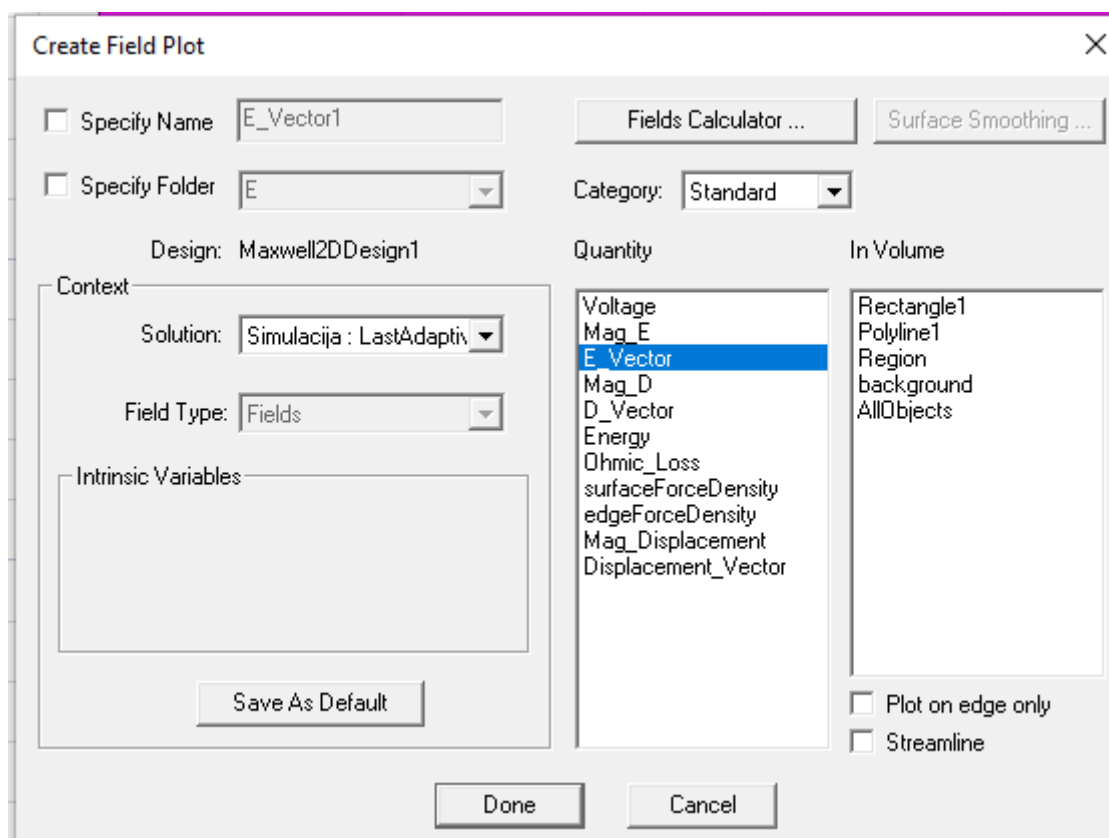 Create Field Plot
Specify Name
E_Vector1
Fields Calculator ...
Surface Smoothing ...
Specify Folder
E
Category:
Standard
Design:
Maxwell2DDesign1
Quantity
In Volume
Context
Solution:
Simulacija : LastAdaptiv
Field Type:
Fields
Intrinsic Variables
Save As Default
Voltage
Mag_E
E_Vector
Mag_D
D_Vector
Energy
Ohmic_Loss
surfaceForceDensity
edgeForceDensity
Mag_Displacement
Displacement_Vector
Rectangle1
Polyline1
Region
background
AllObjects
Plot on edge only
Streamline
Done
Cancel